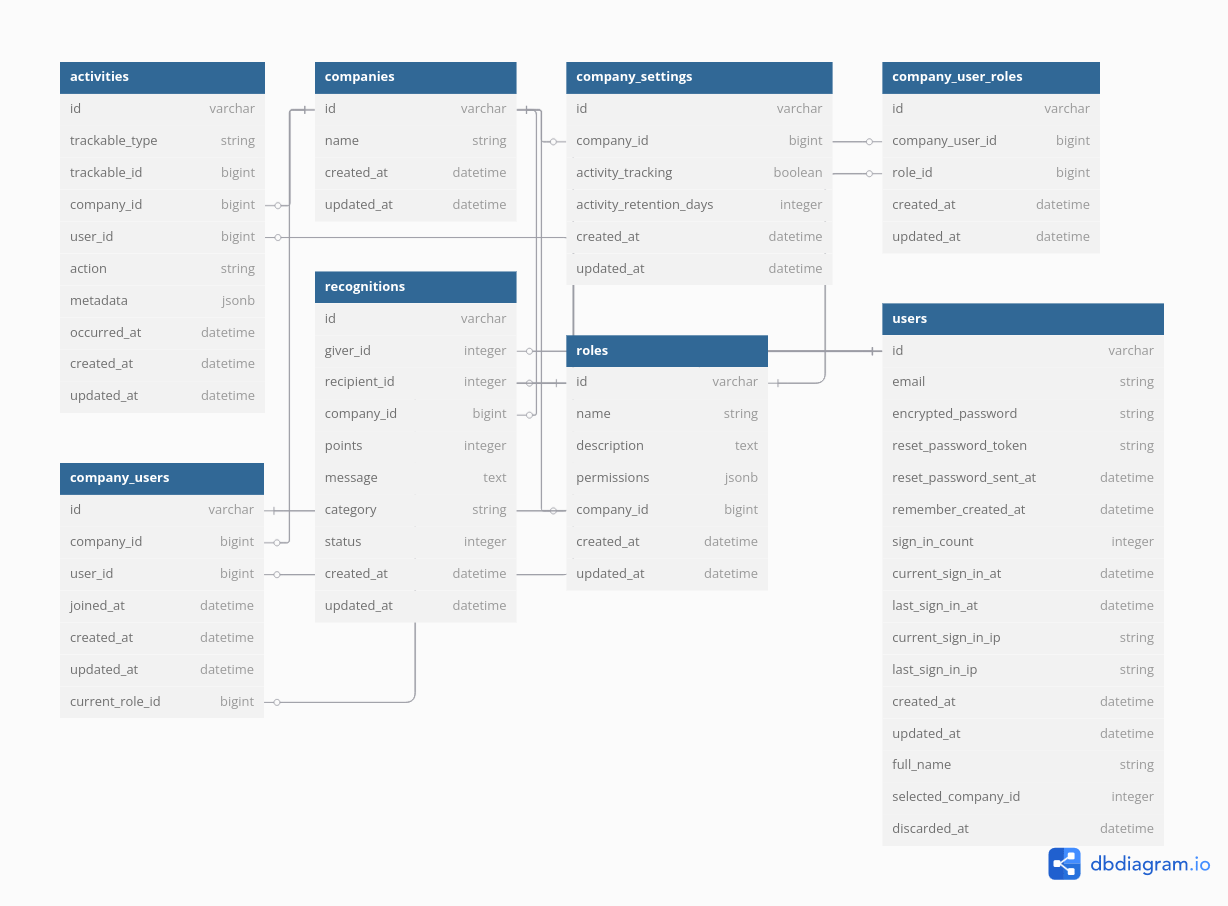 activities
id varchar
trackable_type string
trackable_id bigint
company_id bigint
user_id bigint
action string
metadata jsonb
occurred_at datetime
created_at datetime
updated_at datetime
companies
id varchar
name string
created_at datetime
updated_at datetime
company_settings
id varchar
company_id bigint
activity_tracking boolean
activity_retention_days integer
created_at datetime
updated_at datetime
company_user_roles
id varchar
company_user_id bigint
role_id bigint
created_at datetime
updated_at datetime
recognitions
id varchar
giver_id integer
recipient_id integer
company_id bigint
points integer
message text
category string
status integer
created_at datetime
updated_at datetime
roles
id varchar
name string
description text
permissions jsonb
company_id bigint
created_at datetime
updated_at datetime
users
id varchar
email string
encrypted_password string
reset_password_token string
reset_password_sent_at datetime
remember_created_at datetime
sign_in_count integer
current_sign_in_at datetime
last_sign_in_at datetime
current_sign_in_ip string
last_sign_in_ip string
created_at datetime
updated_at datetime
full_name string
selected_company_id integer
discarded_at datetime
company_users
id varchar
company_id bigint
user_id bigint
joined_at datetime
created_at datetime
updated_at datetime
current_role_id bigint
dbdiagram.io